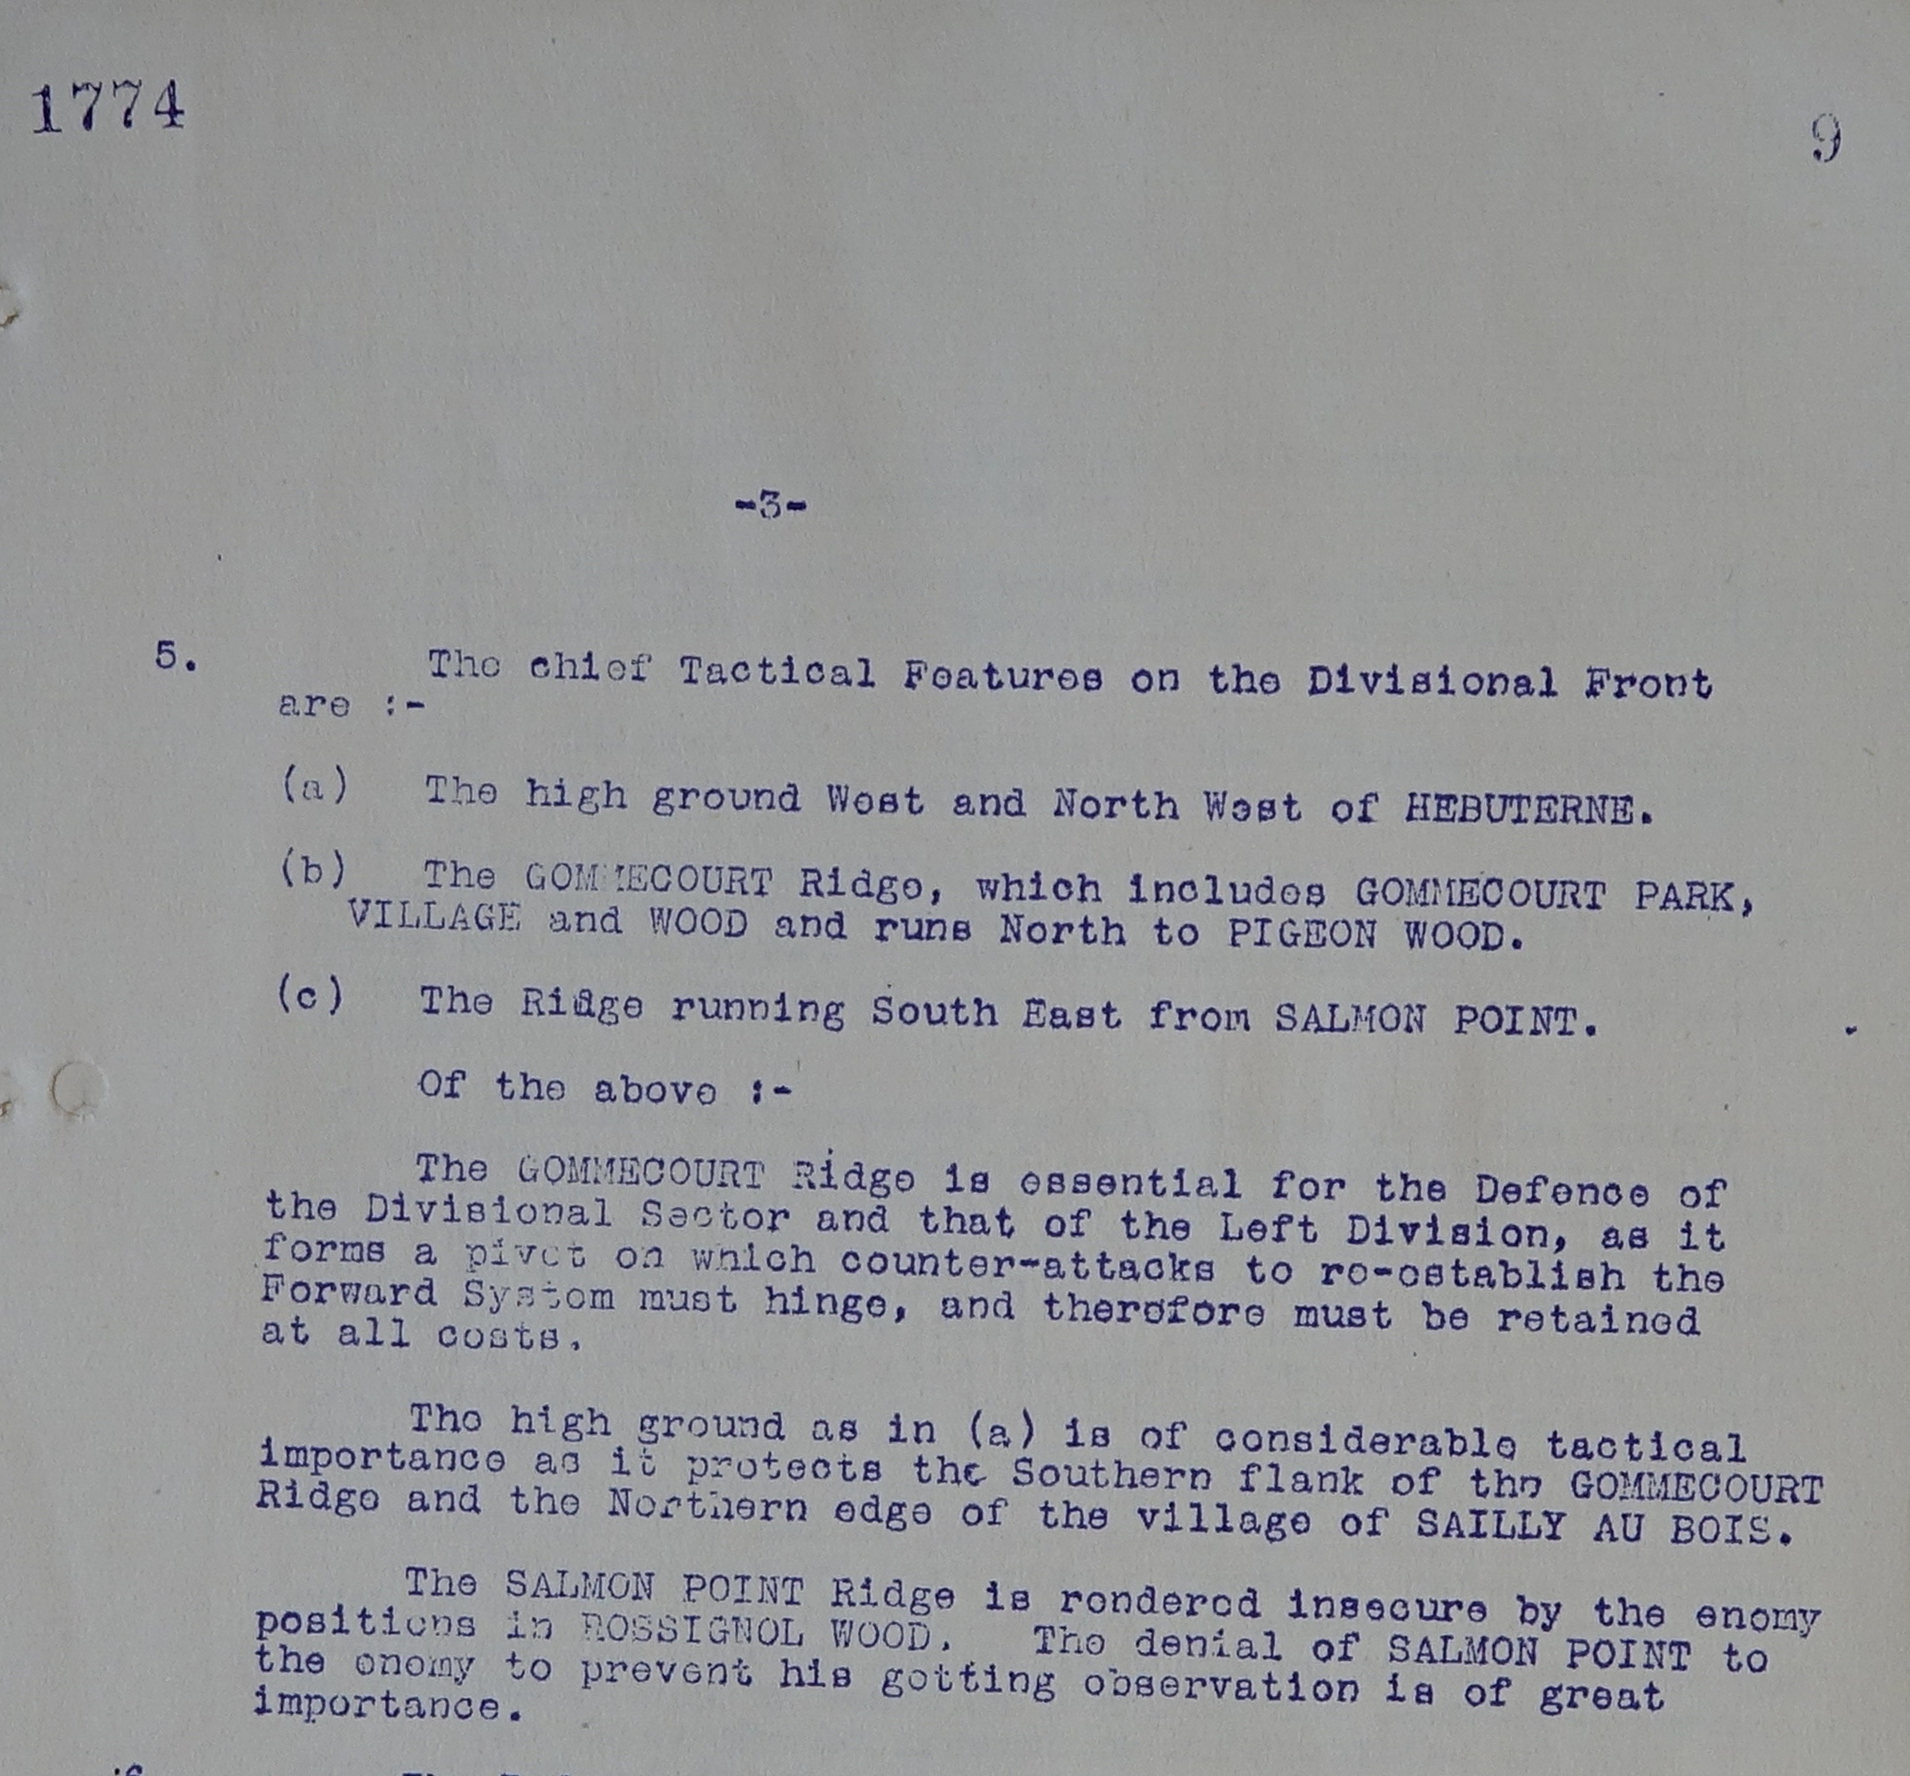 1774
9
-3-
5. The chief Tactical Features on the Divisional Front
are :-
(a) The high ground West and North West of HEBUTERNE.
(b) The GOMMECOURT Ridge, which includes GOMMECOURT PARK,
VILLAGE and WOOD and runs North to PIGEON WOOD.
(c) The Ridge running South East from SALMON POINT.
Of the above :-
The GOMMECOURT Ridge is essential for the Defence of
the Divisional Sector and that of the Left Division, as it
forms a pivot on which counter-attacks to re-establish the
Forward System must hinge, and therefore must be retained
at all costs.
The high ground as in (a) is of considerable tactical
importance as it protects the Southern flank of the GOMMECOURT
Ridge and the Northern edge of the village of SAILLY AU BOIS.
The SALMON POINT Ridge is rendered insecure by the enemy
positions in ROSSIGNOL WOOD. The denial of SALMON POINT to
the enemy to prevent his getting observation is of great
importance.